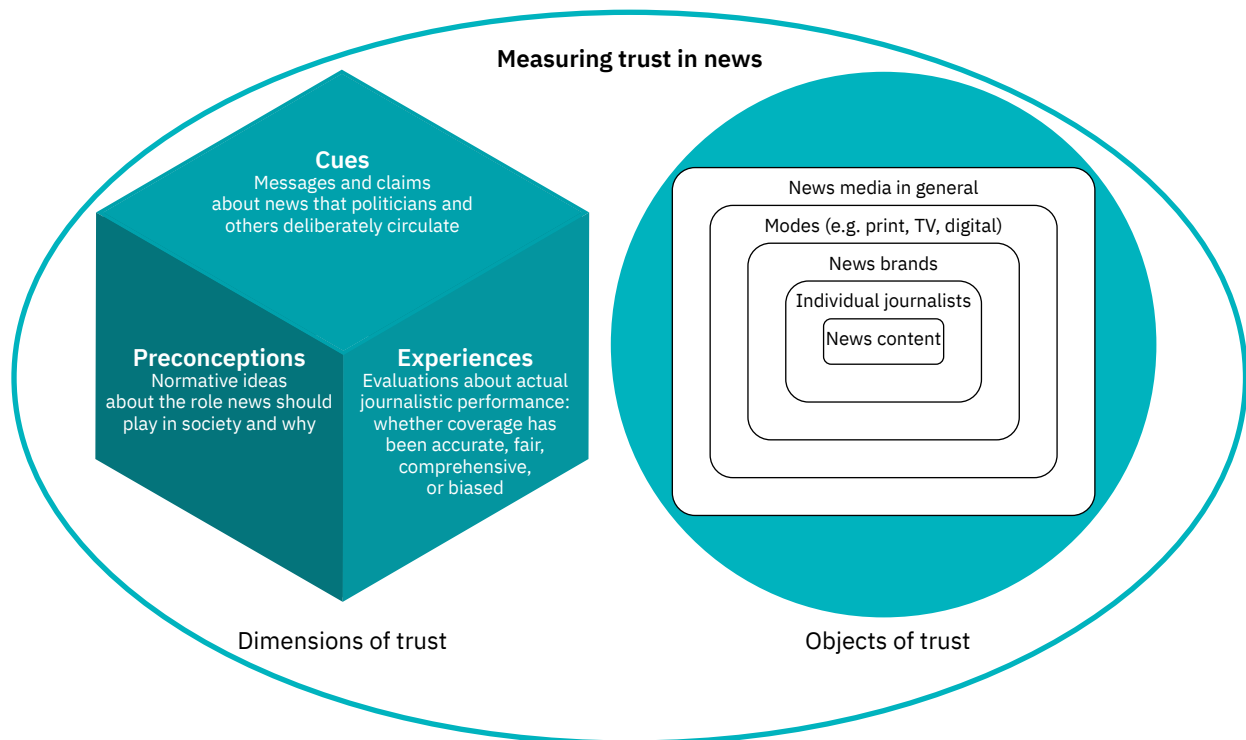 Measuring trust in news
Cues
Messages and claims
about news that politicians and
others deliberately circulate
Preconceptions
Normative ideas
about the role news should
play in society and why
Experiences
Evaluations about actual
journalistic performance:
whether coverage has
been accurate, fair,
comprehensive,
or biased
Dimensions of trust
News media in general
Modes (e.g. print, TV, digital)
News brands
Individual journalists
News content
Objects of trust